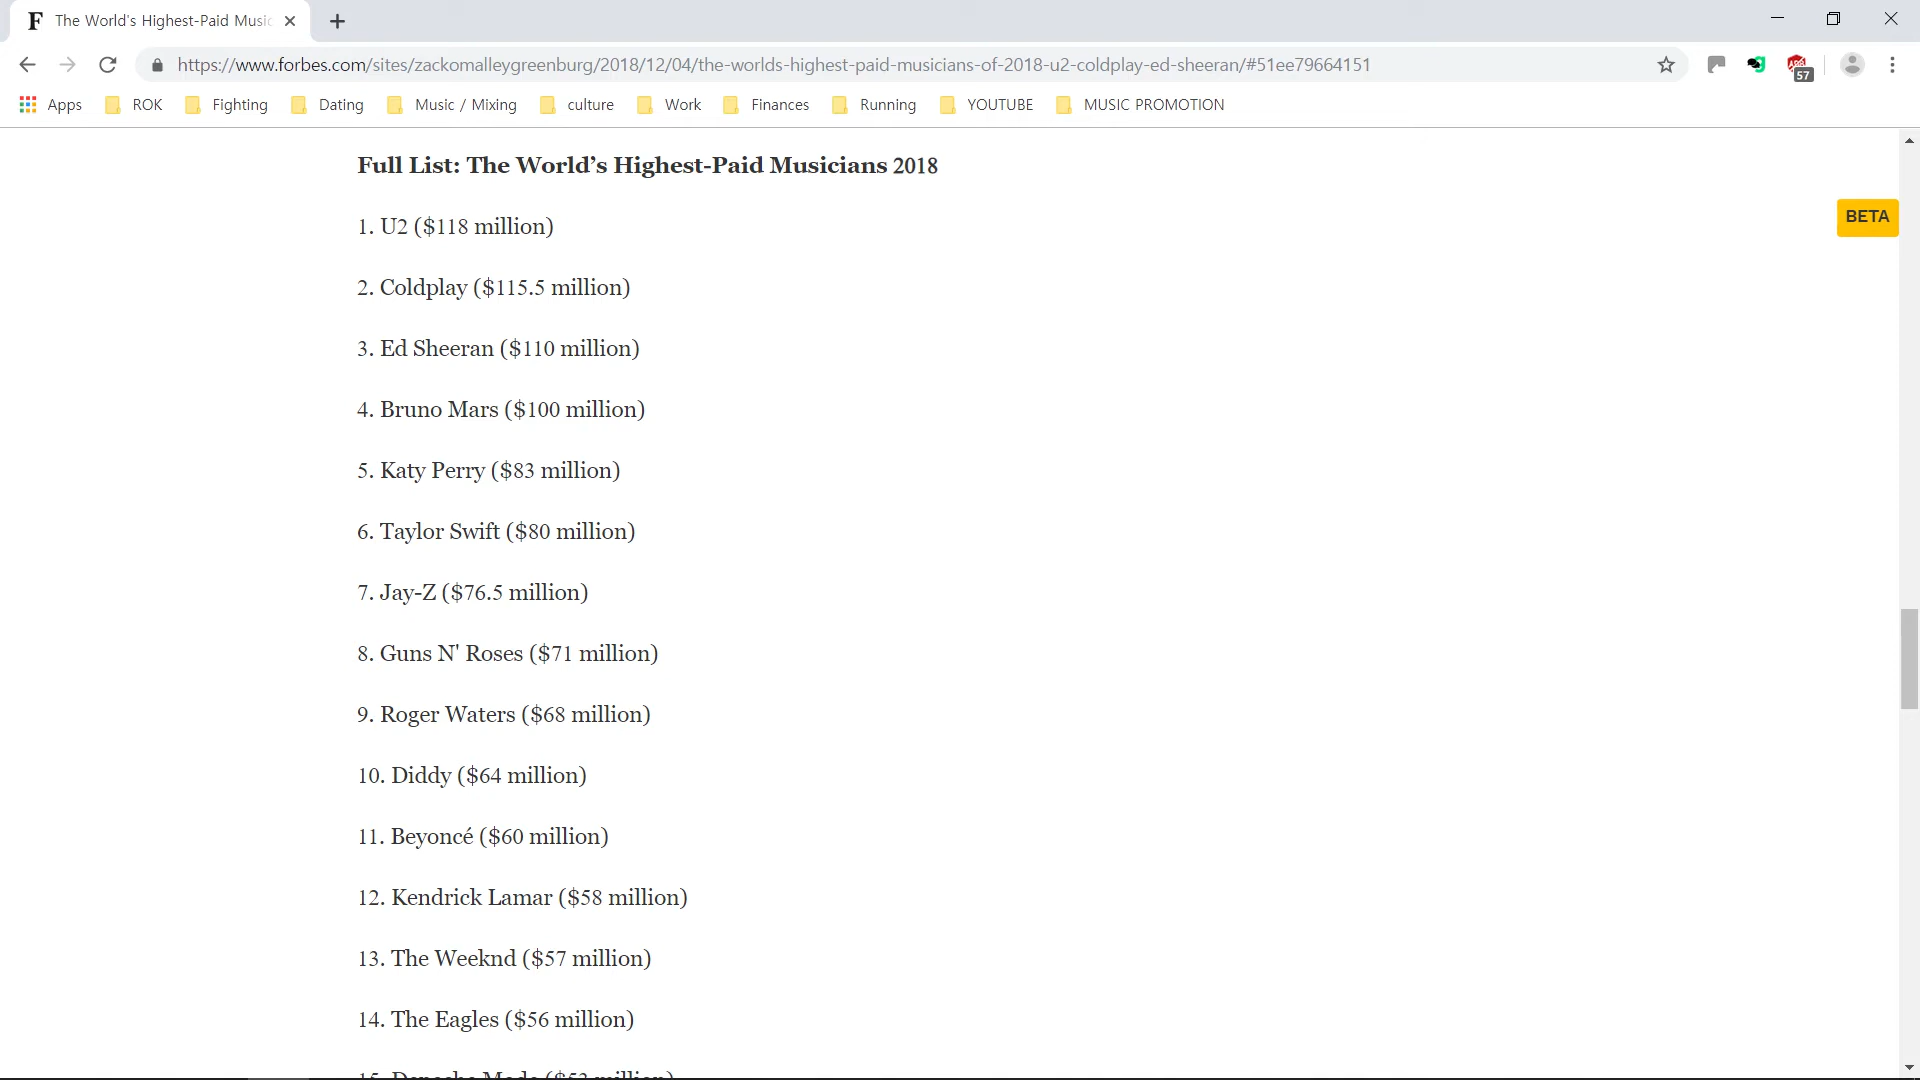 F The World's Highest-Paid Music
https://www.forbes.com/sites/zackomalleygreenburg/2018/12/04/the-worlds-highest-paid-musicians-of-2018-u2-coldplay-ed-sheeran/#51ee79664151
57
Apps ROK Fighting Dating Music / Mixing culture Work Finances Running YOUTUBE MUSIC PROMOTION
Full List: The World’s Highest-Paid Musicians 2018
BETA
1. U2 ($118 million)
2. Coldplay ($115.5 million)
3. Ed Sheeran ($110 million)
4. Bruno Mars ($100 million)
5. Katy Perry ($83 million)
6. Taylor Swift ($80 million)
7. Jay-Z ($76.5 million)
8. Guns N' Roses ($71 million)
9. Roger Waters ($68 million)
10. Diddy ($64 million)
11. Beyoncé ($60 million)
12. Kendrick Lamar ($58 million)
13. The Weeknd ($57 million)
14. The Eagles ($56 million)
15. Depeche Mode ($53 million)